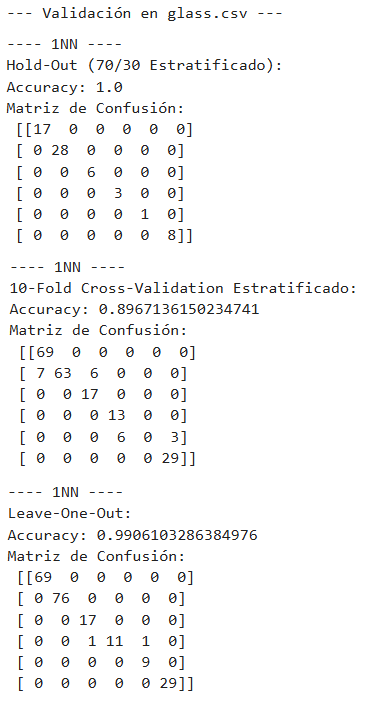 --- Validación en glass.csv ---
---- 1NN ----
Hold-Out (70/30 Estratificado):
Accuracy: 1.0
Matriz de Confusión:
[[17 0 0 0 0 0]
[ 0 28 0 0 0 0]
[ 0 0 6 0 0 0]
[ 0 0 0 3 0 0]
[ 0 0 0 0 1 0]
[ 0 0 0 0 0 8]]
---- 1NN ----
10-Fold Cross-Validation Estratificado:
Accuracy: 0.8967136150234741
Matriz de Confusión:
[[69 0 0 0 0 0]
[ 7 63 6 0 0 0]
[ 0 0 17 0 0 0]
[ 0 0 0 13 0 0]
[ 0 0 0 6 0 3]
[ 0 0 0 0 0 29]]
---- 1NN ----
Leave-One-Out:
Accuracy: 0.9906103286384976
Matriz de Confusión:
[[69 0 0 0 0 0]
[ 0 76 0 0 0 0]
[ 0 0 17 0 0 0]
[ 0 0 1 11 1 0]
[ 0 0 0 0 9 0]
[ 0 0 0 0 0 29]]